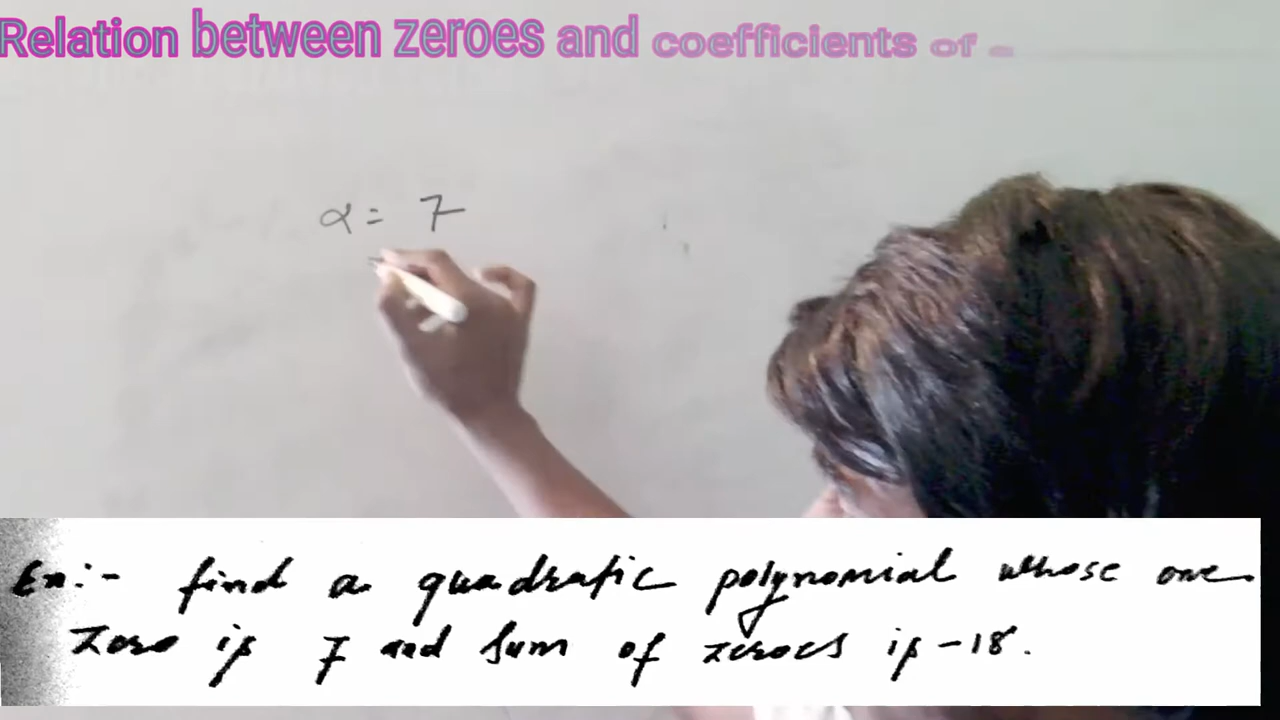 Relation between zeroes and coefficients of
α = 7
Ex:- find a quadratic polynomial whose one
zero is 7 and sum of zeroes is -18.